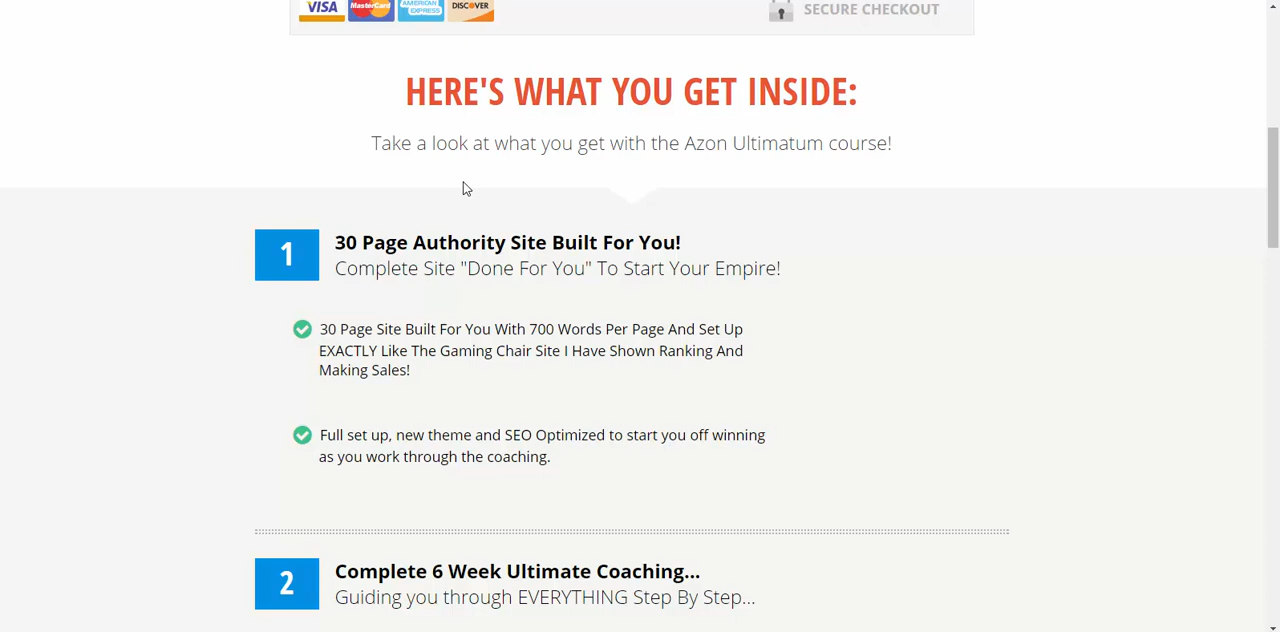 VISA MasterCard AMERICAN EXPRESS DISCOVER SECURE CHECKOUT
HERE'S WHAT YOU GET INSIDE:
Take a look at what you get with the Azon Ultimatum course!
1 30 Page Authority Site Built For You!
Complete Site "Done For You" To Start Your Empire!
30 Page Site Built For You With 700 Words Per Page And Set Up
EXACTLY Like The Gaming Chair Site I Have Shown Ranking And
Making Sales!
Full set up, new theme and SEO Optimized to start you off winning
as you work through the coaching.
2 Complete 6 Week Ultimate Coaching...
Guiding you through EVERYTHING Step By Step...